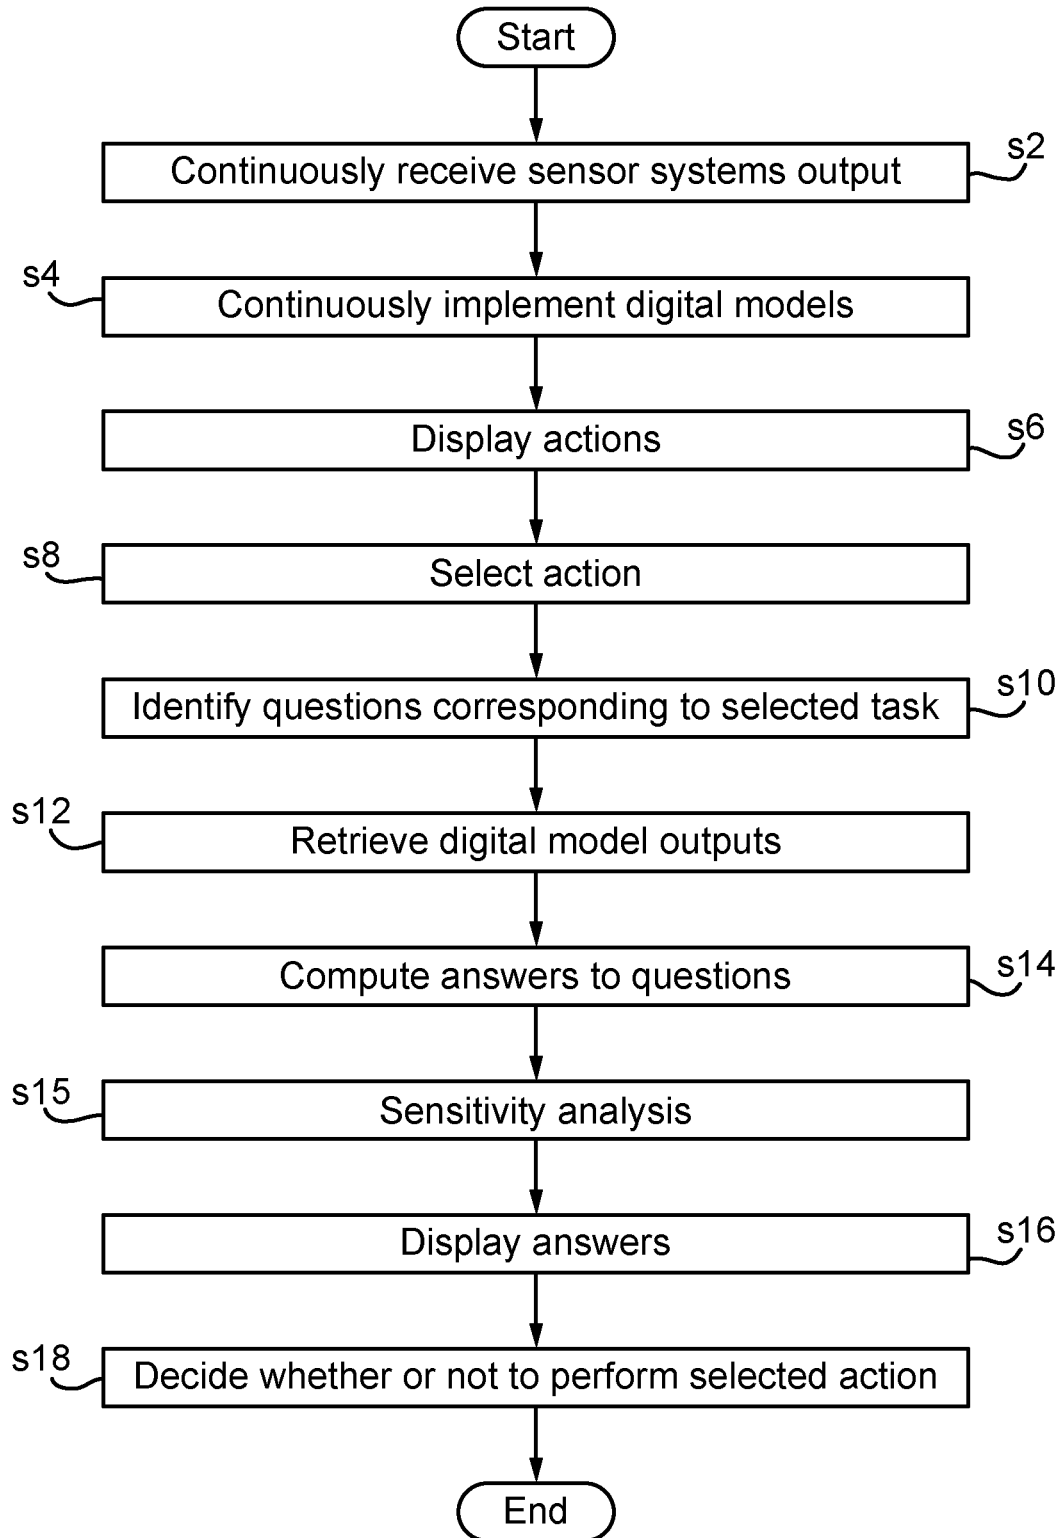 Start
Continuously receive sensor systems output
s2
s4
Continuously implement digital models
Display actions
s6
s8
Select action
Identify questions corresponding to selected task
s10
s12
Retrieve digital model outputs
Compute answers to questions
s14
s15
Sensitivity analysis
Display answers
s16
s18
Decide whether or not to perform selected action
End